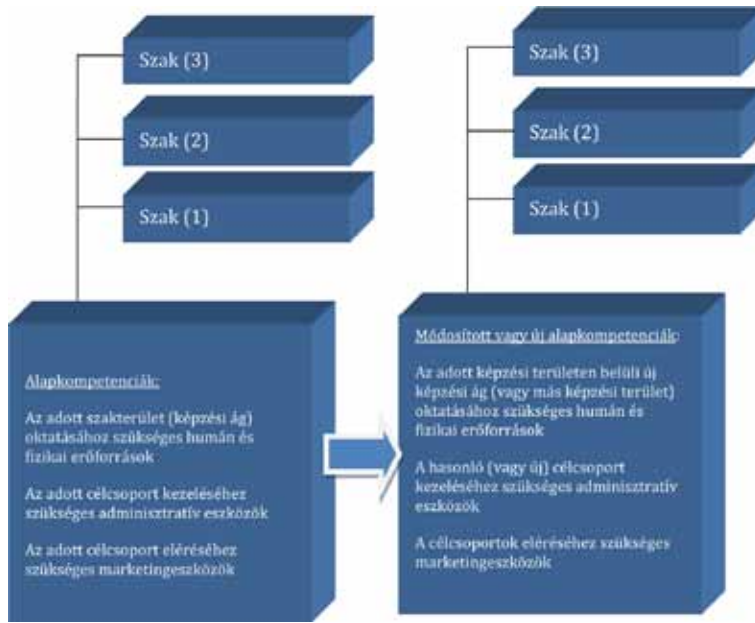 Szak (3)
Szak (2)
Szak (1)
Alapkompetenciák:
Az adott szakterület (képzési ág)
oktatásához szükséges humán és
fizikai erőforrások
Az adott célcsoport kezeléséhez
szükséges adminisztratív eszközök
Az adott célcsoport eléréséhez
szükséges marketingeszközök
Szak (3)
Szak (2)
Szak (1)
Módosított vagy új alapkompetenciák:
Az adott képzési területen belüli új
képzési ág (vagy más képzési terület)
oktatásához szükséges humán és
fizikai erőforrások
A hasonló (vagy új) célcsoport
kezeléséhez szükséges adminisztratív
eszközök
A célcsoportok eléréséhez szükséges
marketingeszközök